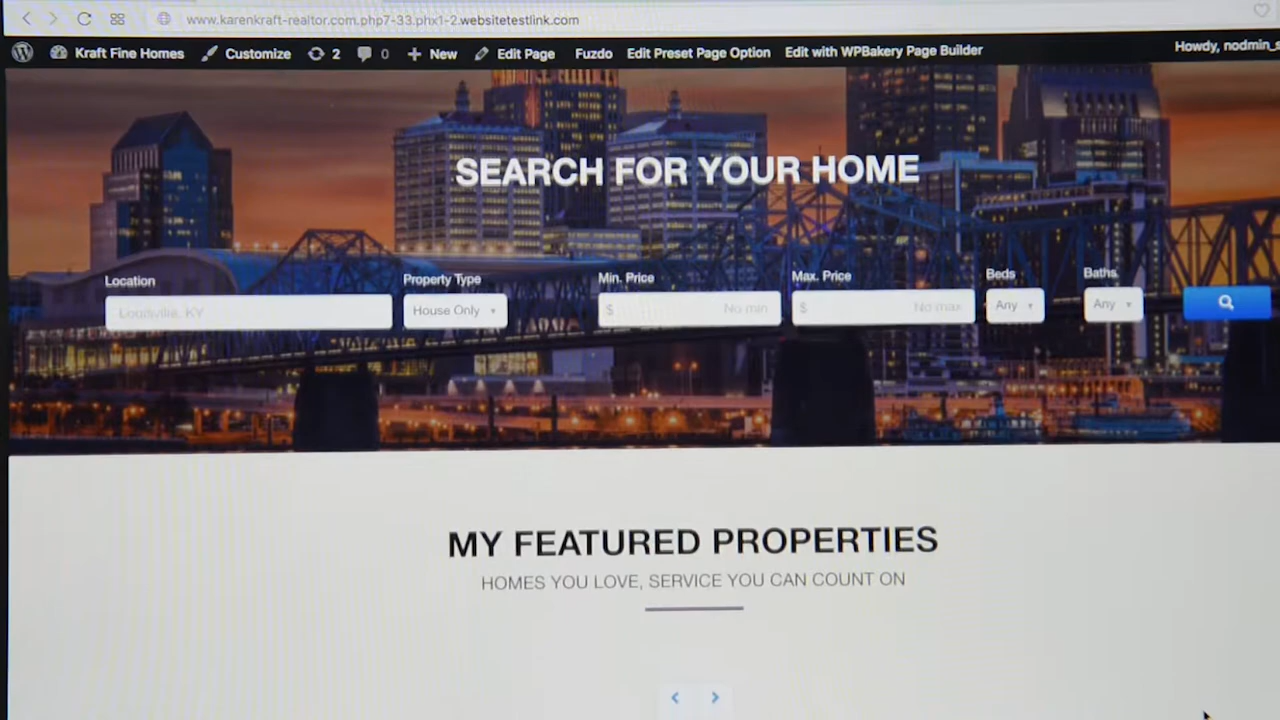 www.karenkraft-realtor.com.php7-33.phx1-2.websitetestlink.com
Kraft Fine Homes Customize 2 0 New Edit Page Fuzdo Edit Preset Page Option Edit with WPBakery Page Builder Howdy, nodmin_
SEARCH FOR YOUR HOME
Location Property Type Min. Price Max. Price Beds Baths
Louisville, KY House Only $ No min $ No max Any Any
MY FEATURED PROPERTIES
HOMES YOU LOVE, SERVICE YOU CAN COUNT ON